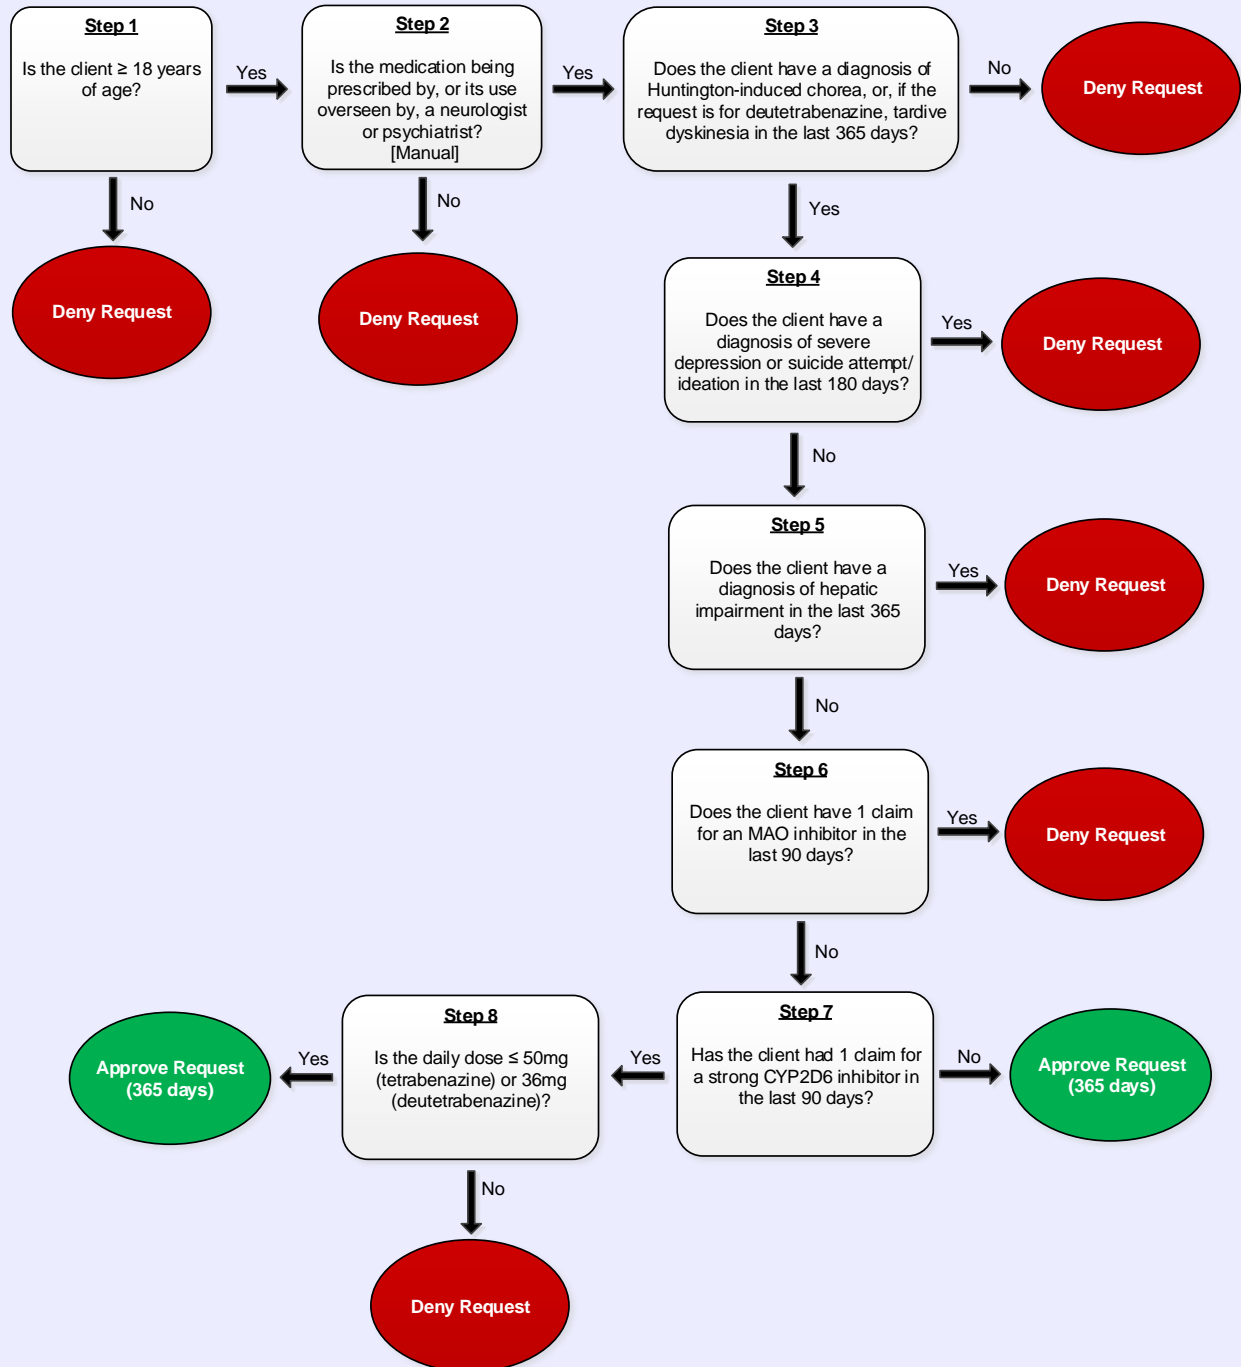 Step 1
Is the client ≥ 18 years
of age?
Yes
No
Deny Request
Step 2
Is the medication being
prescribed by, or its use
overseen by, a neurologist
or psychiatrist?
[Manual]
Yes
No
Deny Request
Step 3
Does the client have a diagnosis of
Huntington-induced chorea, or, if the
request is for deutetrabenazine, tardive
dyskinesia in the last 365 days?
No
Deny Request
Yes
Step 4
Does the client have a
diagnosis of severe
depression or suicide attempt/
ideation in the last 180 days?
Yes
Deny Request
No
Step 5
Does the client have a
diagnosis of hepatic
impairment in the last 365
days?
Yes
Deny Request
No
Step 6
Does the client have 1 claim
for an MAO inhibitor in the
last 90 days?
Yes
Deny Request
No
Step 7
Has the client had 1 claim for
a strong CYP2D6 inhibitor in
the last 90 days?
No
Approve Request
(365 days)
Yes
Step 8
Is the daily dose ≤ 50mg
(tetrabenazine) or 36mg
(deutetrabenazine)?
Yes
Approve Request
(365 days)
No
Deny Request